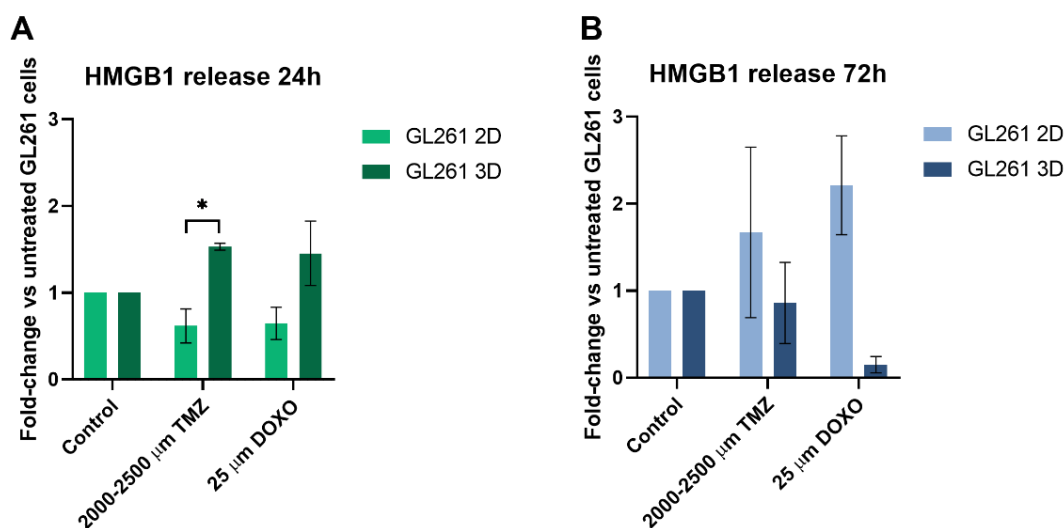 A
HMGB1 release 24h
Fold-change vs untreated GL261 cells
3
2
1
0
*
GL261 2D
GL261 3D
Control
2000-2500 μm TMZ
25 μm DOXO
B
HMGB1 release 72h
Fold-change vs untreated GL261 cells
3
2
1
0
GL261 2D
GL261 3D
Control
2000-2500 μm TMZ
25 μm DOXO